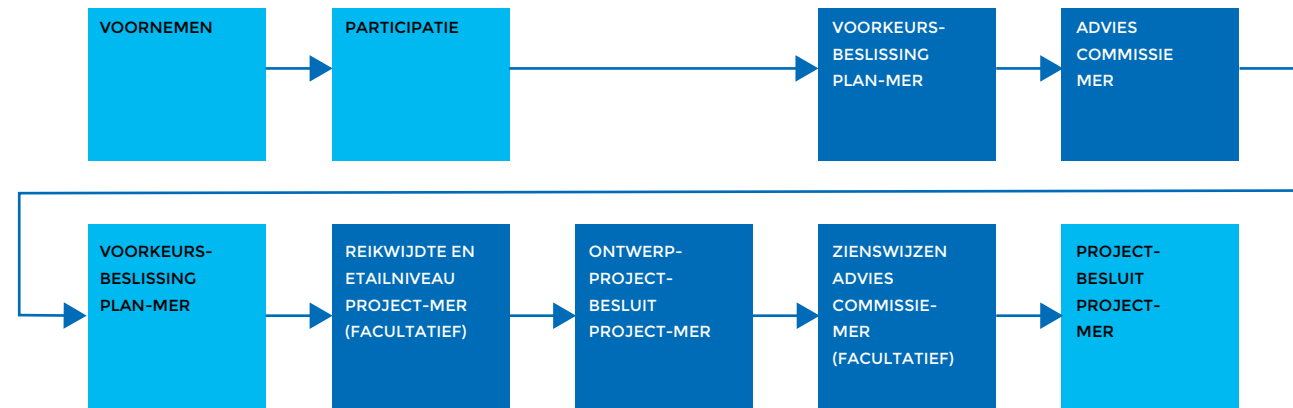 VOORNEMEN
PARTICIPATIE
VOORKEURS-
BESLISSING
PLAN-MER
ADVIES
COMMISSIE
MER
VOORKEURS-
BESLISSING
PLAN-MER
REIKWIJDTE EN
ETAILNIVEAU
PROJECT-MER
(FACULTATIEF)
ONTWERP-
PROJECT-
BESLUIT
PROJECT-MER
ZIENSWIJZEN
ADVIES
COMMISSIE-
MER
(FACULTATIEF)
PROJECT-
BESLUIT
PROJECT-
MER